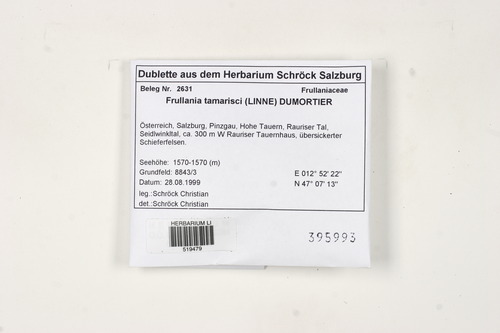 Dublette aus dem Herbarium Schröck Salzburg
Beleg Nr. 2631 Frullaniaceae
Frullania tamarisci (LINNE) DUMORTIER
Österreich, Salzburg, Pinzgau, Hohe Tauern, Rauriser Tal,
Seidlwinkltal, ca. 300 m W Rauriser Tauernhaus, übersickerter
Schieferfelsen.
Seehöhe: 1570-1570 (m)
Grundfeld: 8843/3 E 012° 52' 22"
Datum: 28.08.1999 N 47° 07' 13"
leg.:Schröck Christian
det.:Schröck Christian
HERBARIUM LI
519479
395993